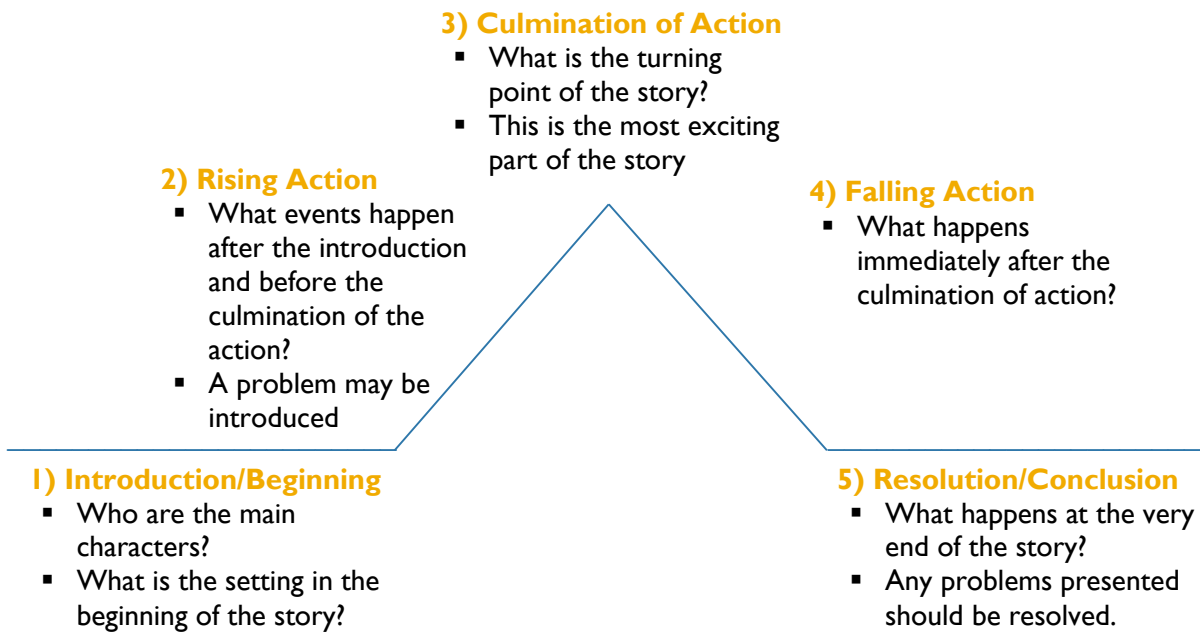 3) Culmination of Action
▪ What is the turning
point of the story?
▪ This is the most exciting
part of the story
2) Rising Action
▪ What events happen
after the introduction
and before the
culmination of the
action?
▪ A problem may be
introduced
4) Falling Action
▪ What happens
immediately after the
culmination of action?
1) Introduction/Beginning
▪ Who are the main
characters?
▪ What is the setting in the
beginning of the story?
5) Resolution/Conclusion
▪ What happens at the very
end of the story?
▪ Any problems presented
should be resolved.